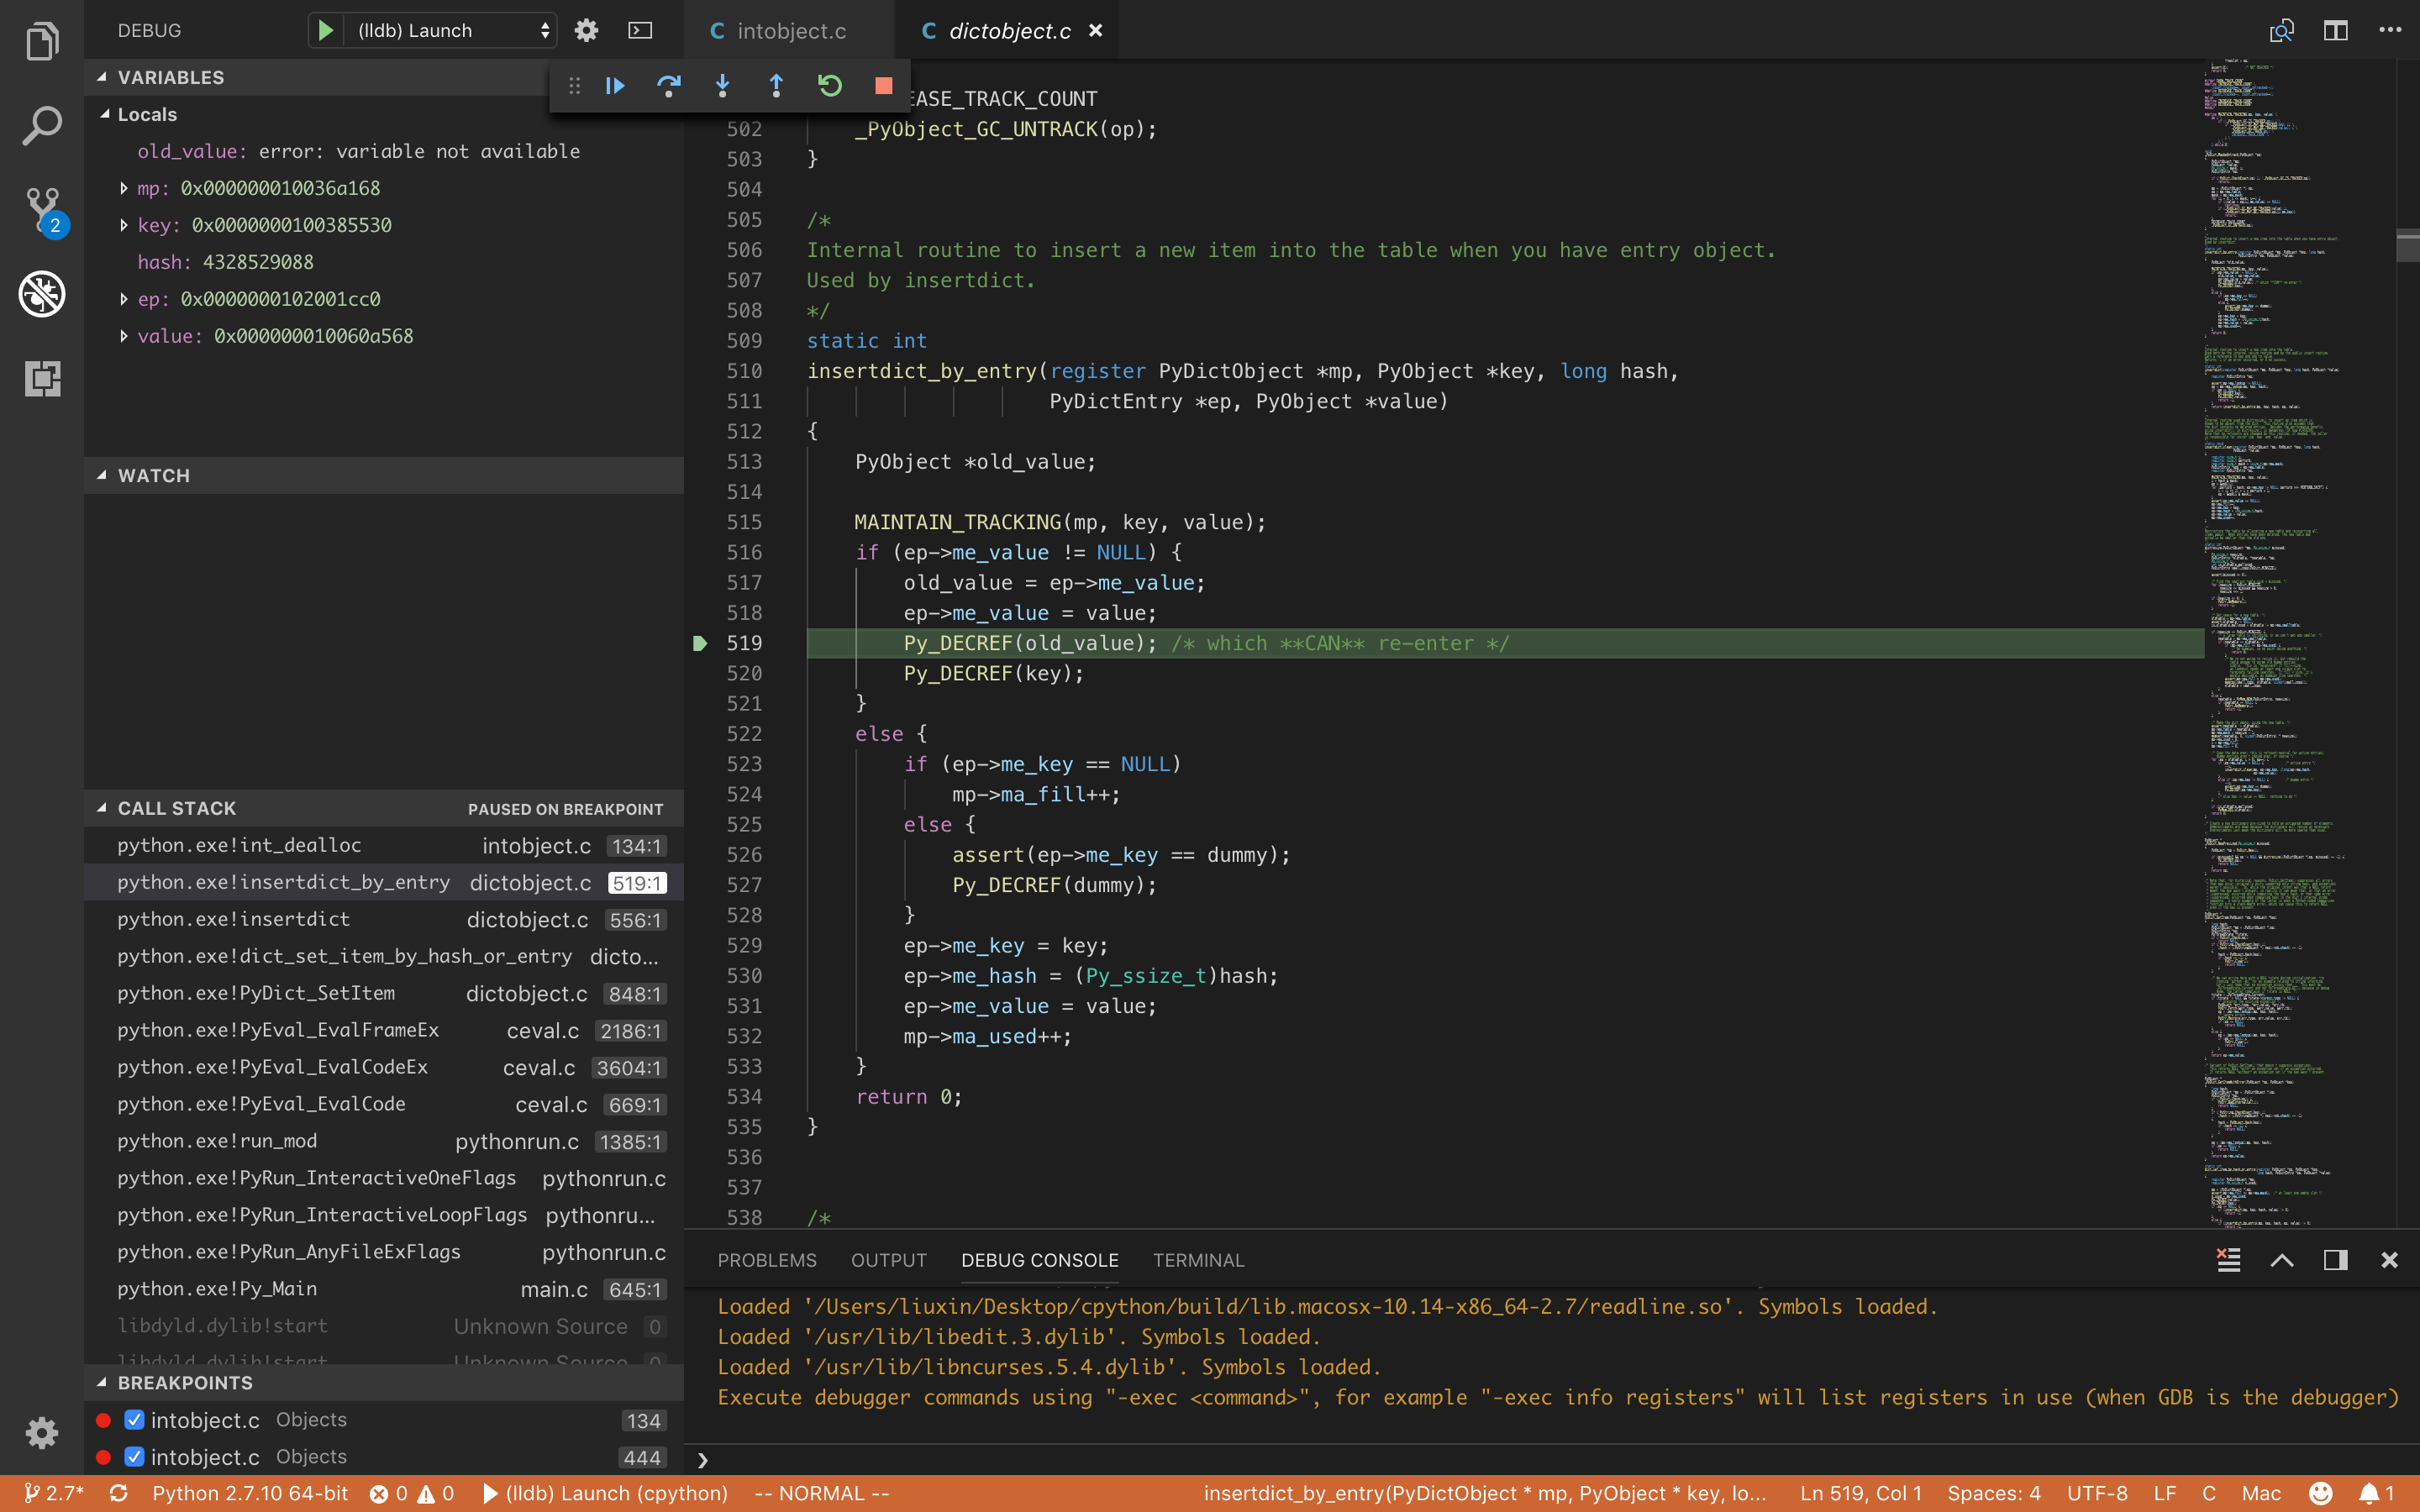 DEBUG
(lldb) Launch
VARIABLES
Locals
old_value: error: variable not available
mp: 0x000000010036a168
key: 0x0000000100385530
hash: 4328529088
ep: 0x0000000102001cc0
value: 0x000000010060a568
WATCH
CALL STACK PAUSED ON BREAKPOINT
python.exe!int_dealloc intobject.c 134:1
python.exe!insertdict_by_entry dictobject.c 519:1
python.exe!insertdict dictobject.c 556:1
python.exe!dict_set_item_by_hash_or_entry dicto...
python.exe!PyDict_SetItem dictobject.c 848:1
python.exe!PyEval_EvalFrameEx ceval.c 2186:1
python.exe!PyEval_EvalCodeEx ceval.c 3604:1
python.exe!PyEval_EvalCode ceval.c 669:1
python.exe!run_mod pythonrun.c 1385:1
python.exe!PyRun_InteractiveOneFlags pythonrun.c
python.exe!PyRun_InteractiveLoopFlags pythonru...
python.exe!PyRun_AnyFileExFlags pythonrun.c
python.exe!Py_Main main.c 645:1
libdyld.dylib!start Unknown Source 0
libdyld.dylib!start Unknown Source 0
BREAKPOINTS
intobject.c Objects 134
intobject.c Objects 444
2
C intobject.c
C dictobject.c
EASE_TRACK_COUNT
502 _PyObject_GC_UNTRACK(op);
503 }
504
505 /*
506 Internal routine to insert a new item into the table when you have entry object.
507 Used by insertdict.
508 */
509 static int
510 insertdict_by_entry(register PyDictObject *mp, PyObject *key, long hash,
511 PyDictEntry *ep, PyObject *value)
512 {
513 PyObject *old_value;
514
515 MAINTAIN_TRACKING(mp, key, value);
516 if (ep->me_value != NULL) {
517 old_value = ep->me_value;
518 ep->me_value = value;
519 Py_DECREF(old_value); /* which **CAN** re-enter */
520 Py_DECREF(key);
521 }
522 else {
523 if (ep->me_key == NULL)
524 mp->ma_fill++;
525 else {
526 assert(ep->me_key == dummy);
527 Py_DECREF(dummy);
528 }
529 ep->me_key = key;
530 ep->me_hash = (Py_ssize_t)hash;
531 ep->me_value = value;
532 mp->ma_used++;
533 }
534 return 0;
535 }
536
537
538 /*
PROBLEMS OUTPUT DEBUG CONSOLE TERMINAL
Loaded '/Users/liuxin/Desktop/cpython/build/lib.macosx-10.14-x86_64-2.7/readline.so'. Symbols loaded.
Loaded '/usr/lib/libedit.3.dylib'. Symbols loaded.
Loaded '/usr/lib/libncurses.5.4.dylib'. Symbols loaded.
Execute debugger commands using "-exec <command>", for example "-exec info registers" will list registers in use (when GDB is the debugger)
2.7* Python 2.7.10 64-bit 0 0 (lldb) Launch (cpython) -- NORMAL -- insertdict_by_entry(PyDictObject * mp, PyObject * key, lo... Ln 519, Col 1 Spaces: 4 UTF-8 LF C Mac 1